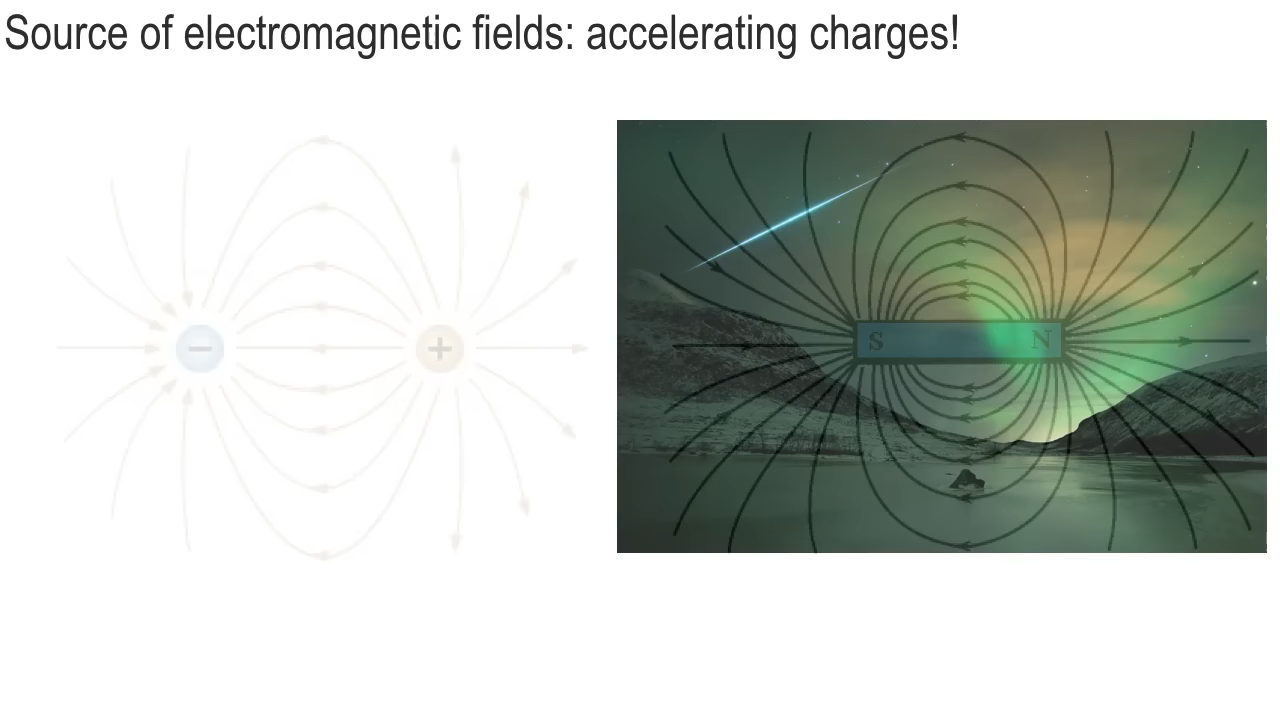 Source of electromagnetic fields: accelerating charges!
− +
S N